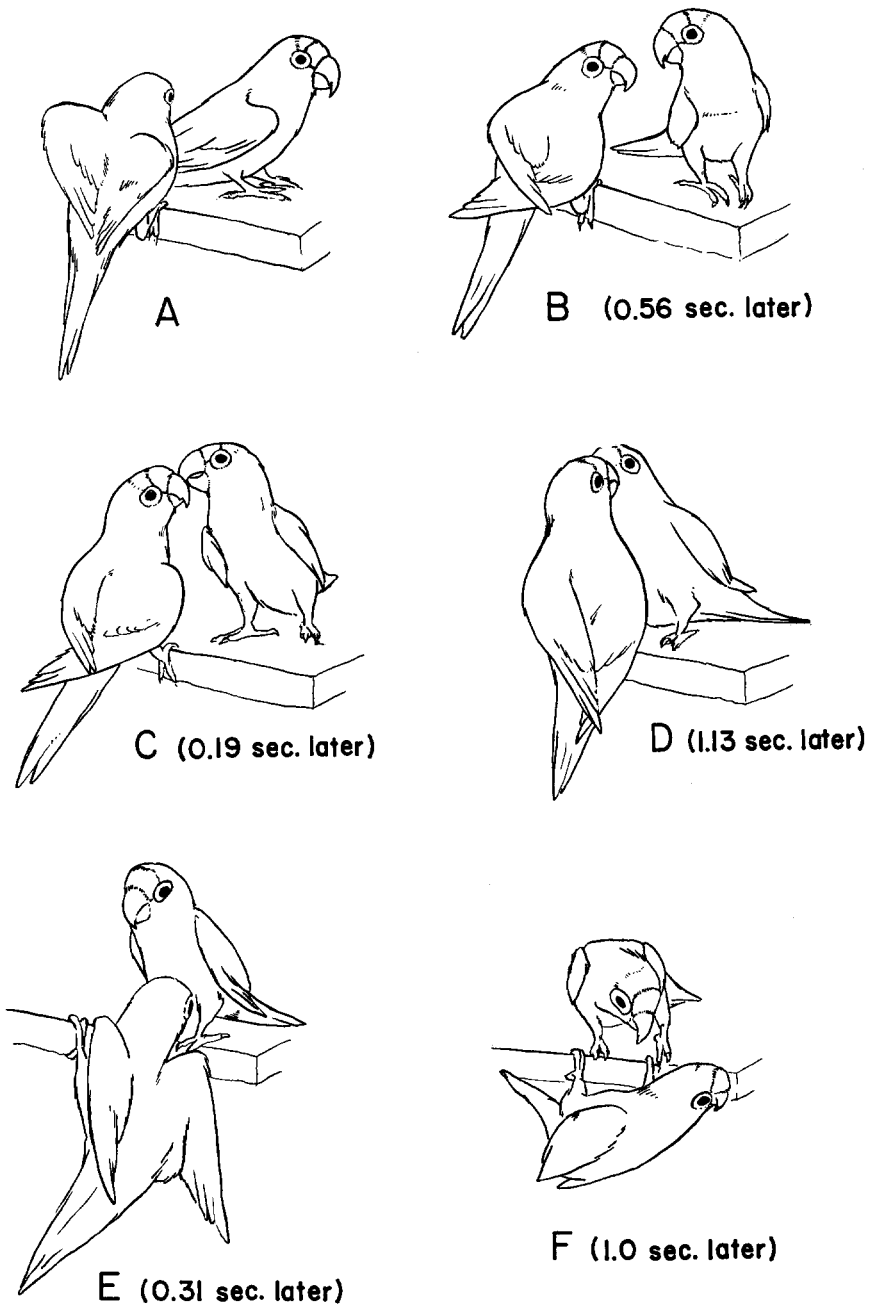 A
B (0.56 sec. later)
C (0.19 sec. later)
D (1.13 sec. later)
E (0.31 sec. later)
F (1.0 sec. later)